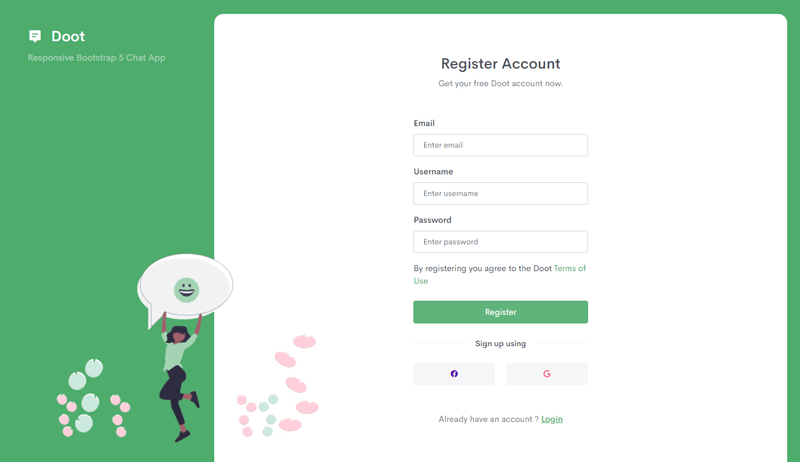 Doot
Responsive Bootstrap 5 Chat App
Register Account
Get your free Doot account now.
Email
Enter email
Username
Enter username
Password
Enter password
By registering you agree to the Doot Terms of
Use
Register
Sign up using
Already have an account ? Login